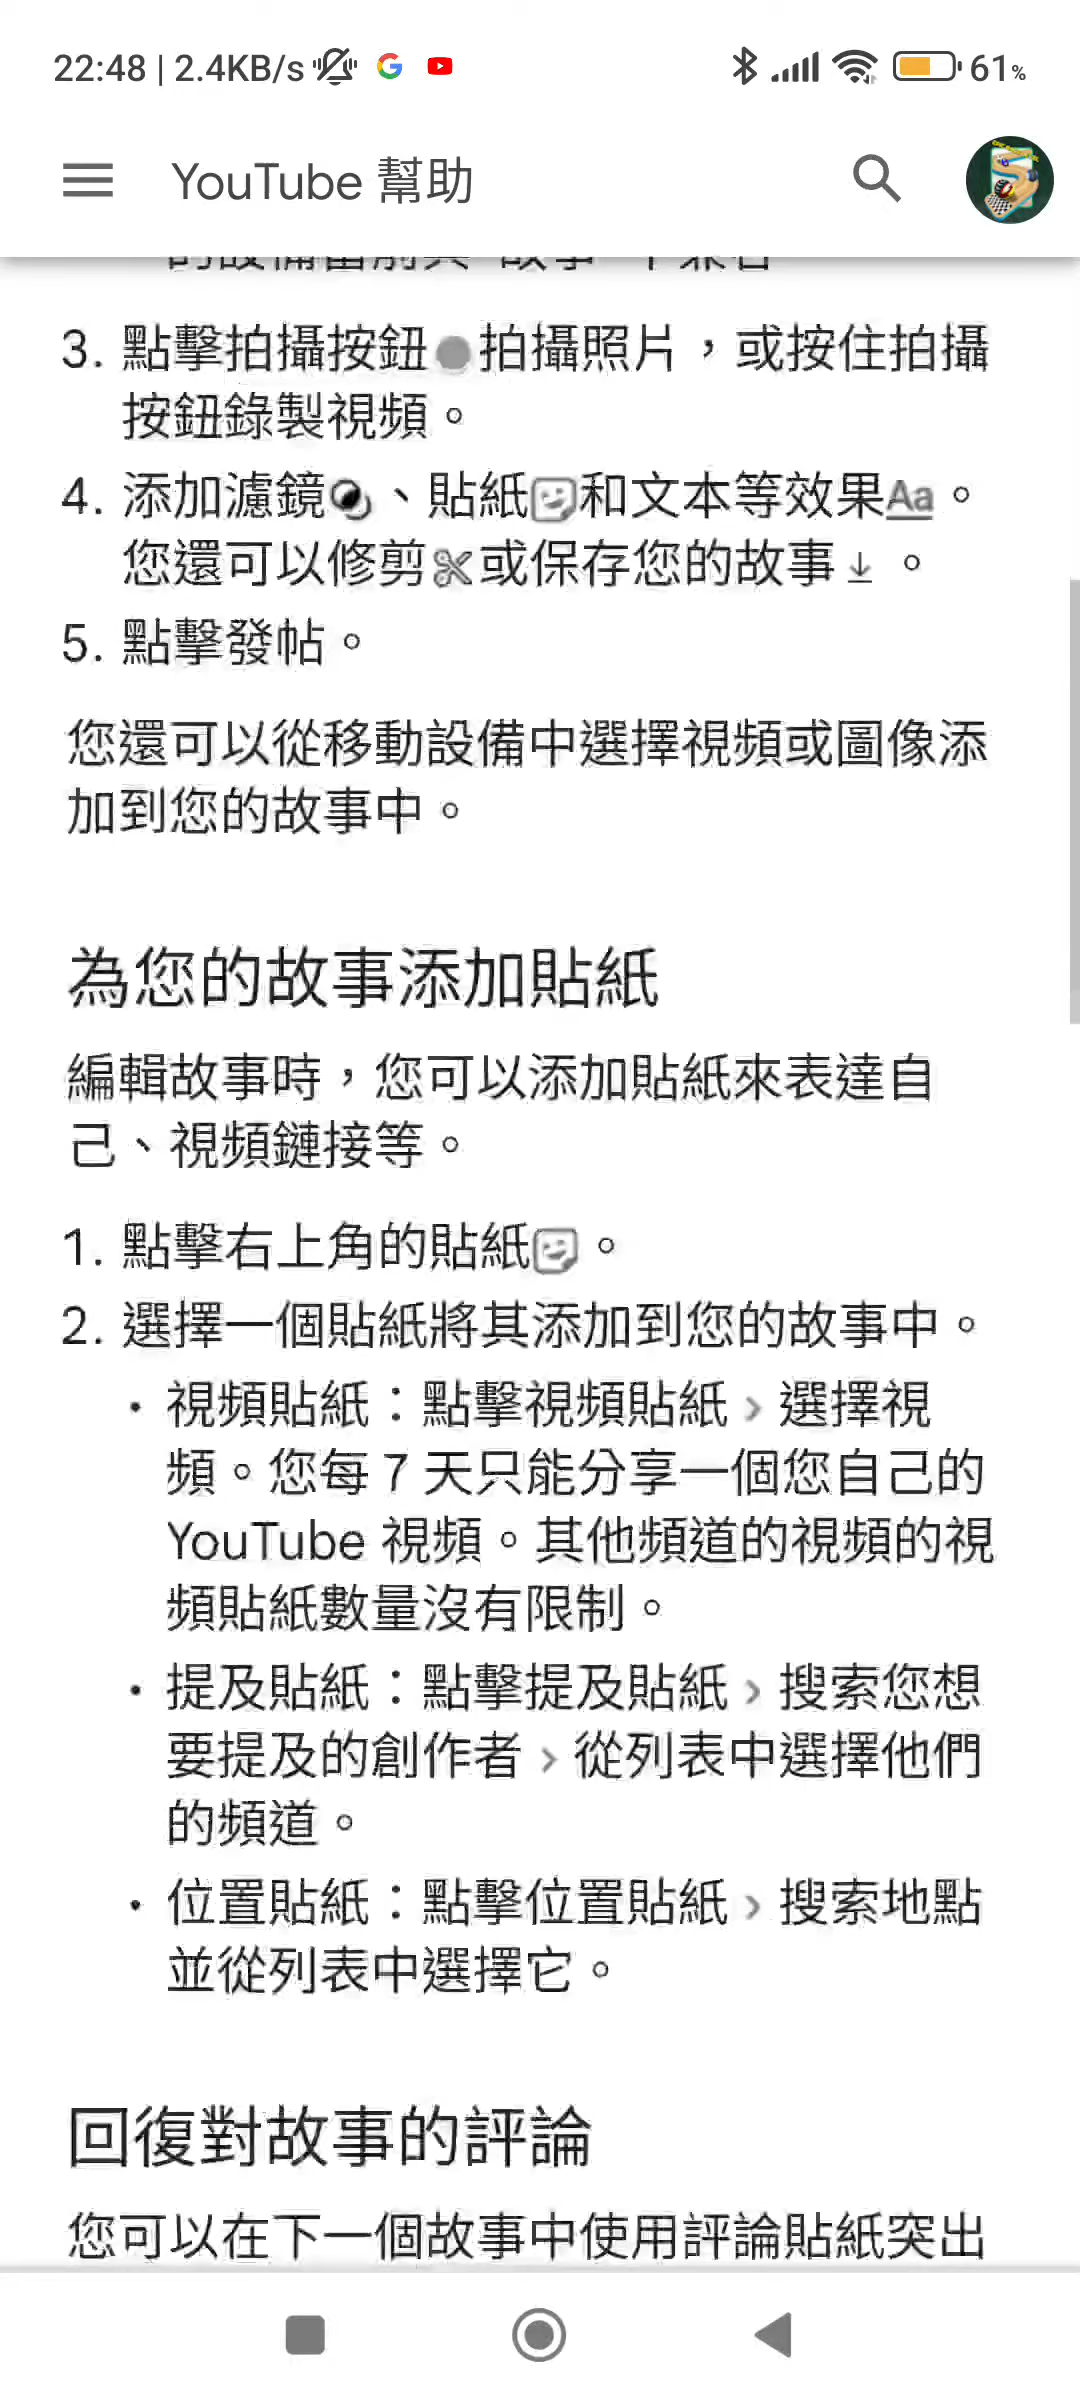 22:48 | 2.4KB/s
61%
YouTube 幫助
3. 點擊拍攝按鈕拍攝照片，或按住拍攝
按鈕錄製視頻。
4. 添加濾鏡、貼紙和文本等效果Aa。
您還可以修剪或保存您的故事。
5. 點擊發帖。
您還可以從移動設備中選擇視頻或圖像添
加到您的故事中。
為您的故事添加貼紙
編輯故事時，您可以添加貼紙來表達自
己、視頻鏈接等。
1. 點擊右上角的貼紙。
2. 選擇一個貼紙將其添加到您的故事中。
• 視頻貼紙：點擊視頻貼紙 › 選擇視
頻。您每 7 天只能分享一個您自己的
YouTube 視頻。其他頻道的視頻的視
頻貼紙數量沒有限制。
• 提及貼紙：點擊提及貼紙 › 搜索您想
要提及的創作者 › 從列表中選擇他們
的頻道。
• 位置貼紙：點擊位置貼紙 › 搜索地點
並從列表中選擇它。
回復對故事的評論
您可以在下一個故事中使用評論貼紙突出